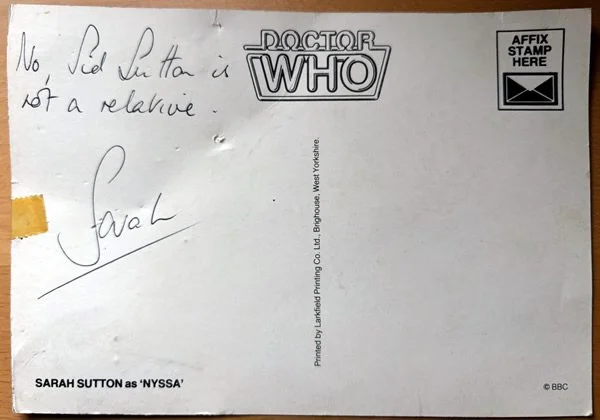 No, Sid Sutton is
not a relative.
Sarah
DOCTOR
WHO
AFFIX
STAMP
HERE
Printed by Larkfield Printing Co. Ltd., Brighouse, West Yorkshire.
SARAH SUTTON as 'NYSSA'
© BBC